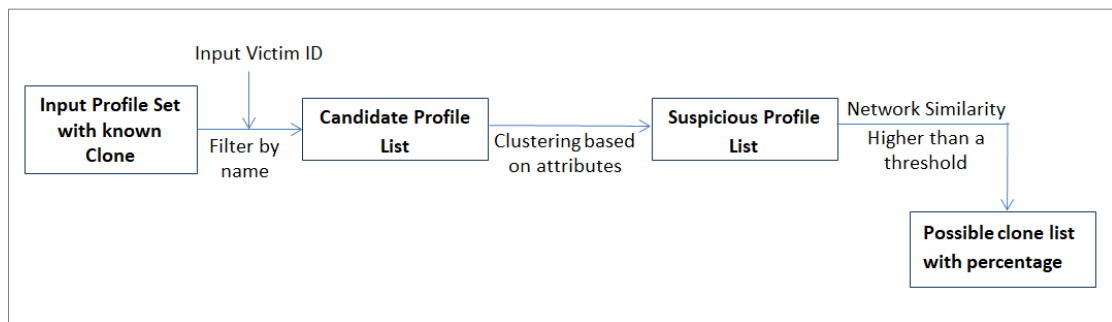 Input Victim ID
Input Profile Set
with known
Clone
Filter by
name
Candidate Profile
List
Clustering based
on attributes
Suspicious Profile
List
Network Similarity
Higher than a
threshold
Possible clone list
with percentage